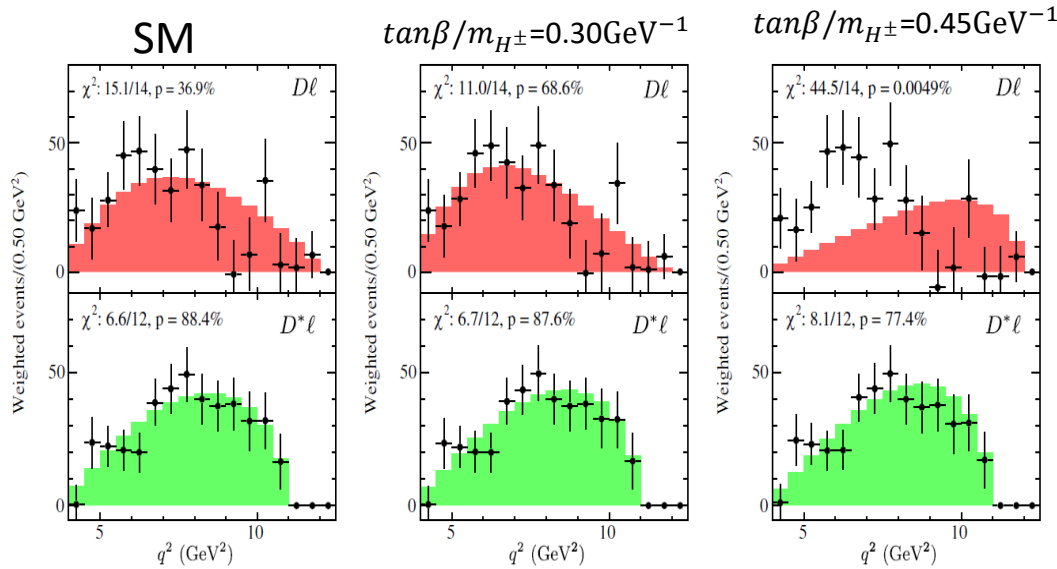 SM
tanβ/m_{H±}=0.30GeV⁻¹
tanβ/m_{H±}=0.45GeV⁻¹
χ²: 15.1/14, p = 36.9%
Dℓ
χ²: 11.0/14, p = 68.6%
Dℓ
χ²: 44.5/14, p = 0.0049%
Dℓ
50
0
50
0
50
0
Weighted events/(0.50 GeV²)
Weighted events/(0.50 GeV²)
Weighted events/(0.50 GeV²)
χ²: 6.6/12, p = 88.4%
D*ℓ
χ²: 6.7/12, p = 87.6%
D*ℓ
χ²: 8.1/12, p = 77.4%
D*ℓ
50
0
50
0
50
0
5
10
5
10
5
10
q² (GeV²)
q² (GeV²)
q² (GeV²)